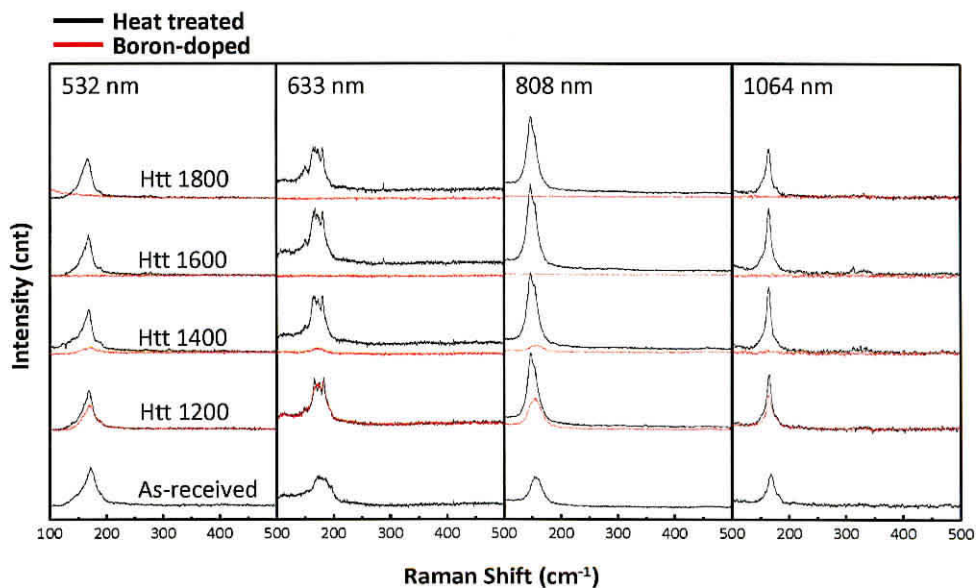 Heat treated
Boron-doped
532 nm
633 nm
808 nm
1064 nm
Htt 1800
Htt 1600
Htt 1400
Htt 1200
As-received
Intensity (cnt)
100 200 300 400 500 200 300 400 500 200 300 400 500 200 300 400 500
Raman Shift (cm⁻¹)